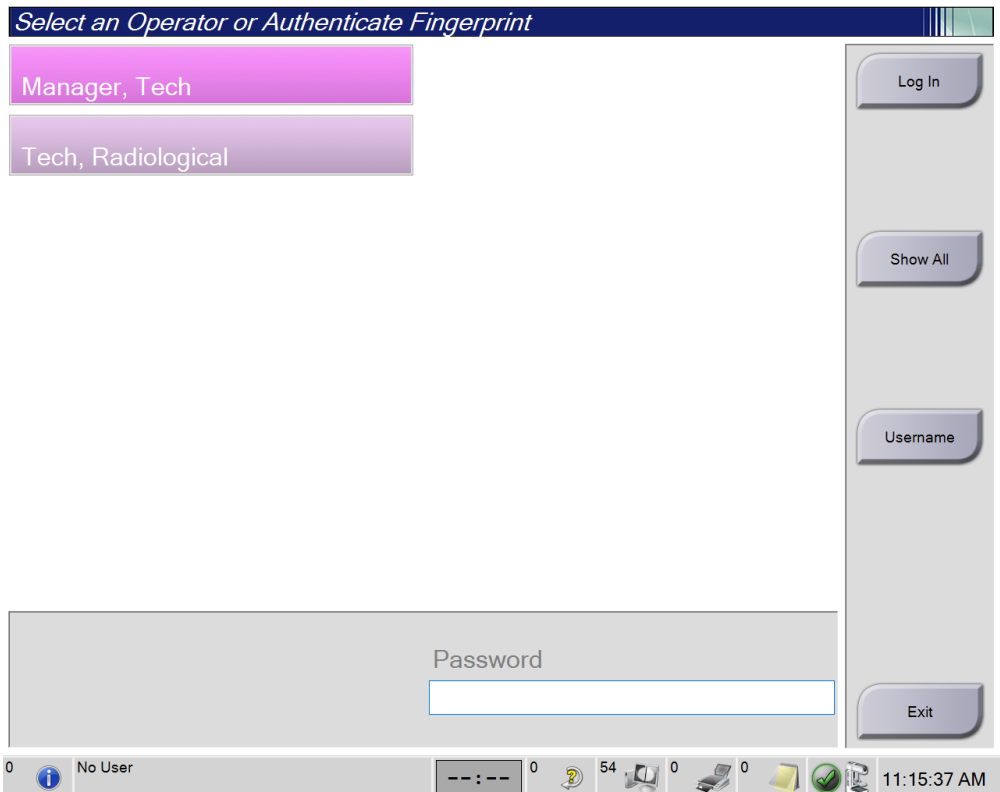 Select an Operator or Authenticate Fingerprint
Manager, Tech
Log In
Tech, Radiological
Show All
Username
Password
Exit
0
No User
--:--
0
54
0
0
11:15:37 AM